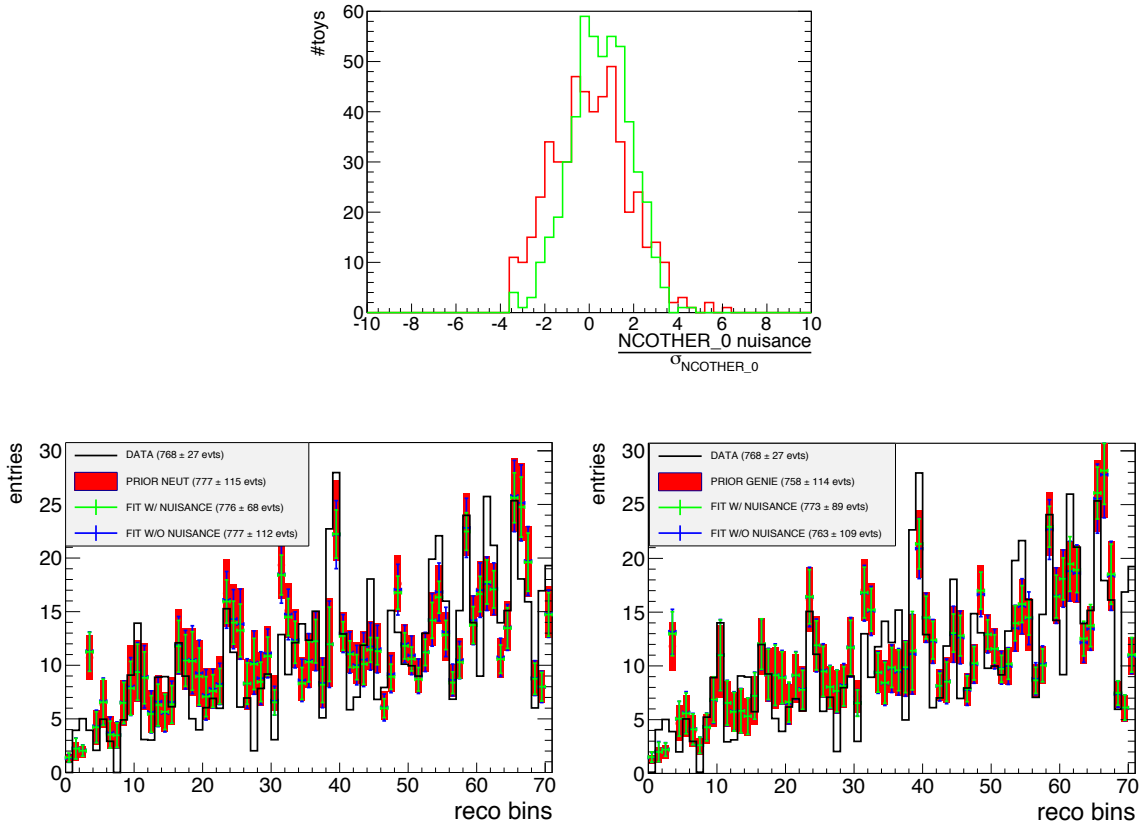 #toys
60
50
40
30
20
10
0
-10 -8 -6 -4 -2 0 2 4 6 8 10
NCOTHER_0 nuisance
σNCOTHER_0
entries
30
25
20
15
10
5
0
DATA (768 ± 27 evts)
PRIOR NEUT (777 ± 115 evts)
FIT W/ NUISANCE (776 ± 68 evts)
FIT W/O NUISANCE (777 ± 112 evts)
0 10 20 30 40 50 60 70
reco bins
entries
30
25
20
15
10
5
0
DATA (768 ± 27 evts)
PRIOR GENIE (758 ± 114 evts)
FIT W/ NUISANCE (773 ± 89 evts)
FIT W/O NUISANCE (763 ± 109 evts)
0 10 20 30 40 50 60 70
reco bins